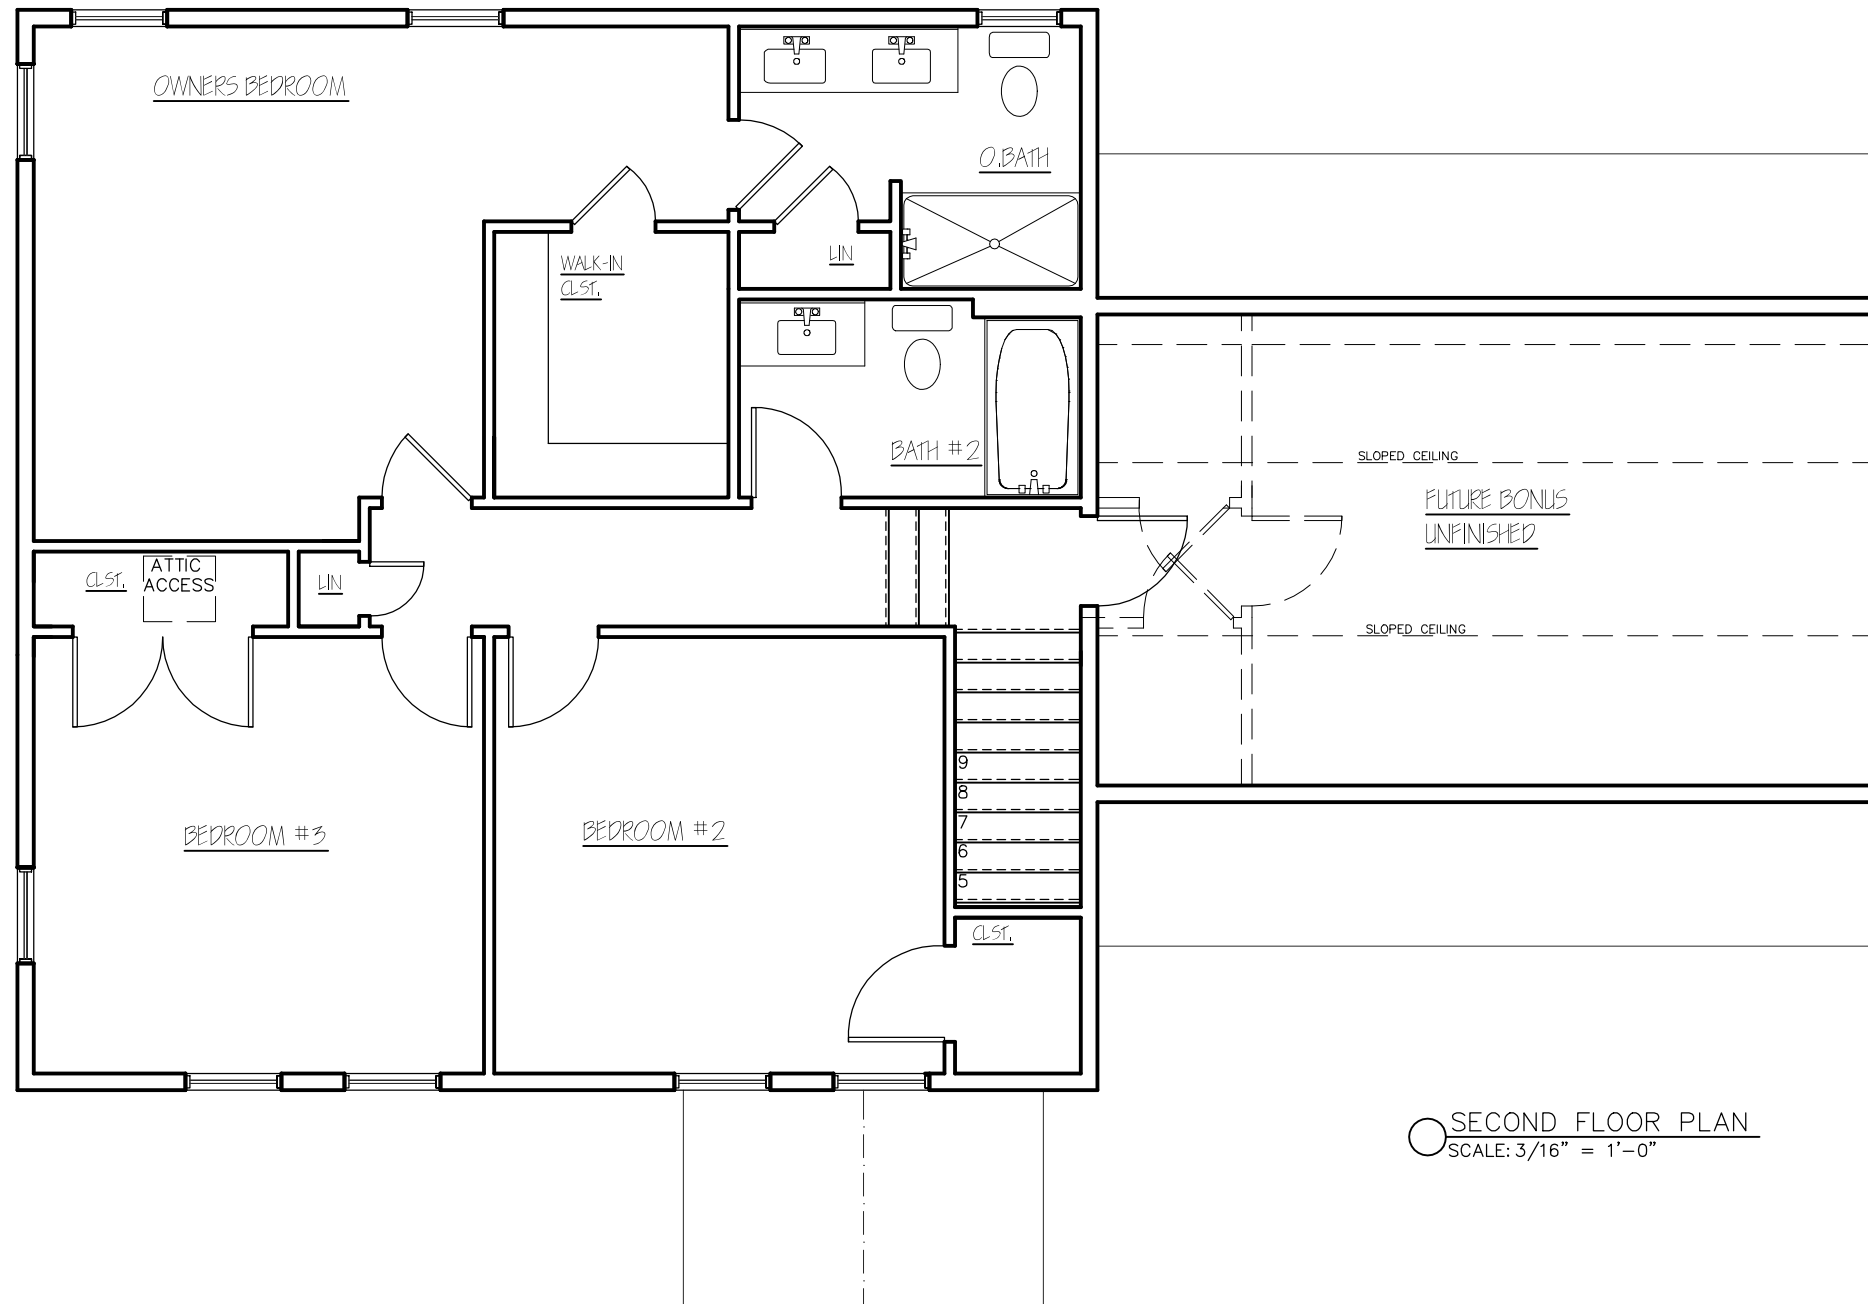 OWNERS BEDROOM
O.BATH
LIN
WALK-IN
CLST.
BATH #2
SLOPED CEILING
FUTURE BONUS
UNFINISHED
ATTIC
ACCESS
CLST.
LIN
SLOPED CEILING
9
8
7
6
5
BEDROOM #3
BEDROOM #2
CLST.
SECOND FLOOR PLAN
SCALE: 3/16" = 1'-0"